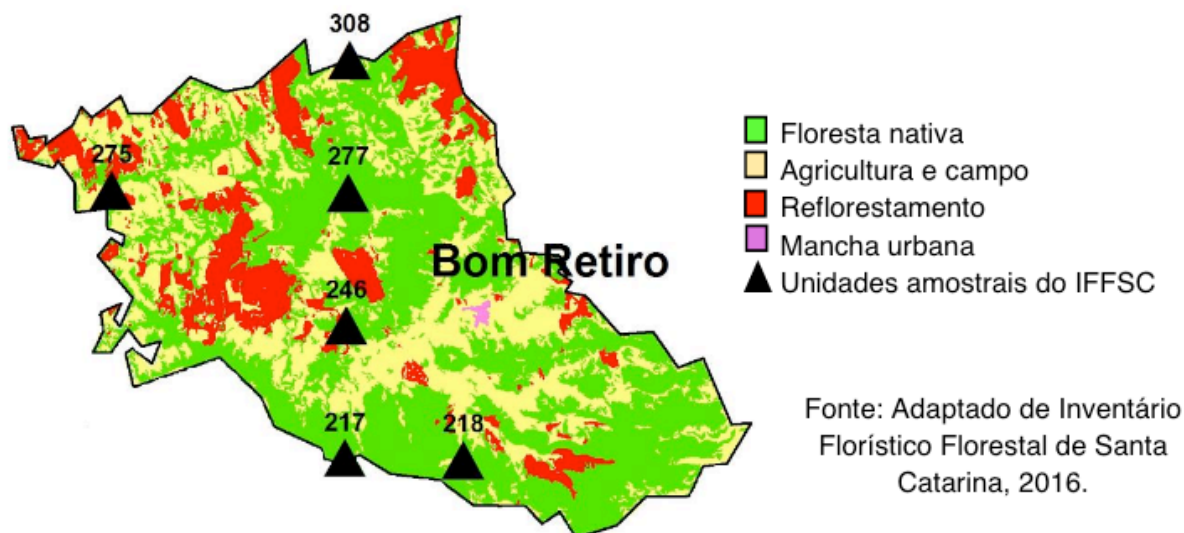 308
275
277
Bom Retiro
246
217
218
Floresta nativa
Agricultura e campo
Reflorestamento
Mancha urbana
Unidades amostrais do IFFSC
Fonte: Adaptado de Inventário
Florístico Florestal de Santa
Catarina, 2016.